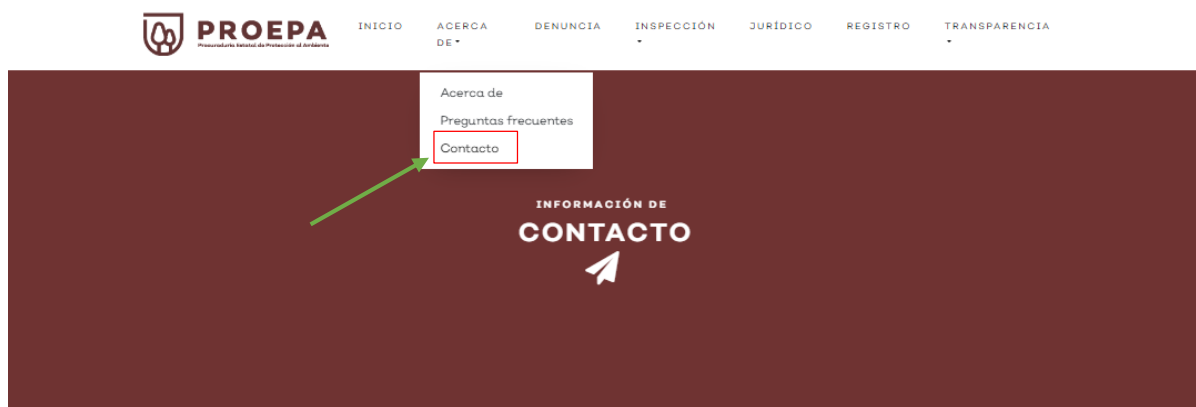 PROEPA
Procuraduría Estatal de Protección al Ambiente
INICIO
ACERCA
DE
DENUNCIA
INSPECCIÓN
JURÍDICO
REGISTRO
TRANSPARENCIA
Acerca de
Preguntas frecuentes
Contacto
INFORMACIÓN DE
CONTACTO